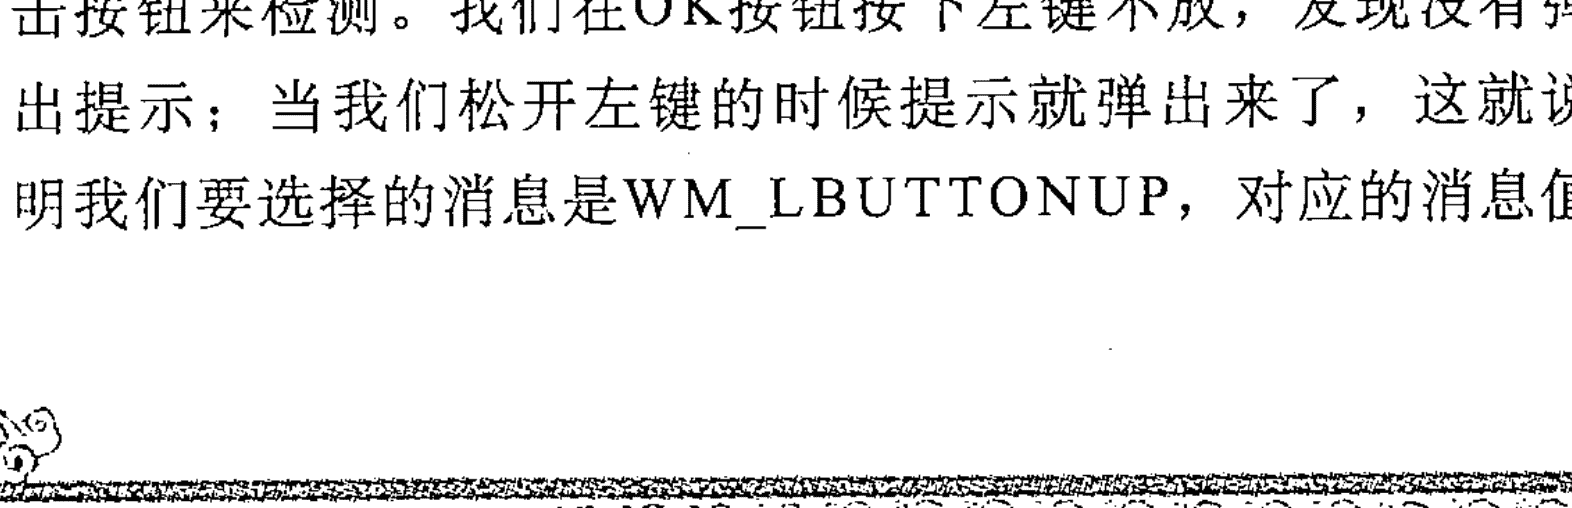 击按钮来检测。我们在OK按钮按下左键不放，发现没有弹
出提示；当我们松开左键的时候提示就弹出来了，这就说
明我们要选择的消息是WM_LBUTTONUP，对应的消息值